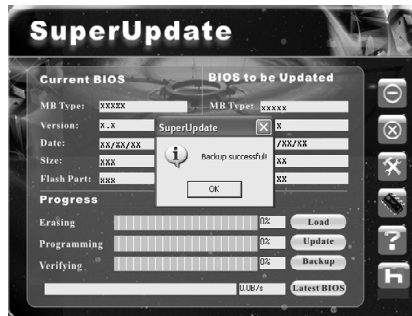 SuperUpdate
Current BIOS
BIOS to be Updated
MB Type: xxxxx
MB Type: xxxxx
Version: x.x
x
Date: xx/xx/xx
/xx/xx
Size: xxx
xx
Flash Part: xxx
xx
SuperUpdate
Backup successful!
OK
Progress
Erasing 0% Load
Programming 0% Update
Verifying 0% Backup
0.0B/s Latest BIOS